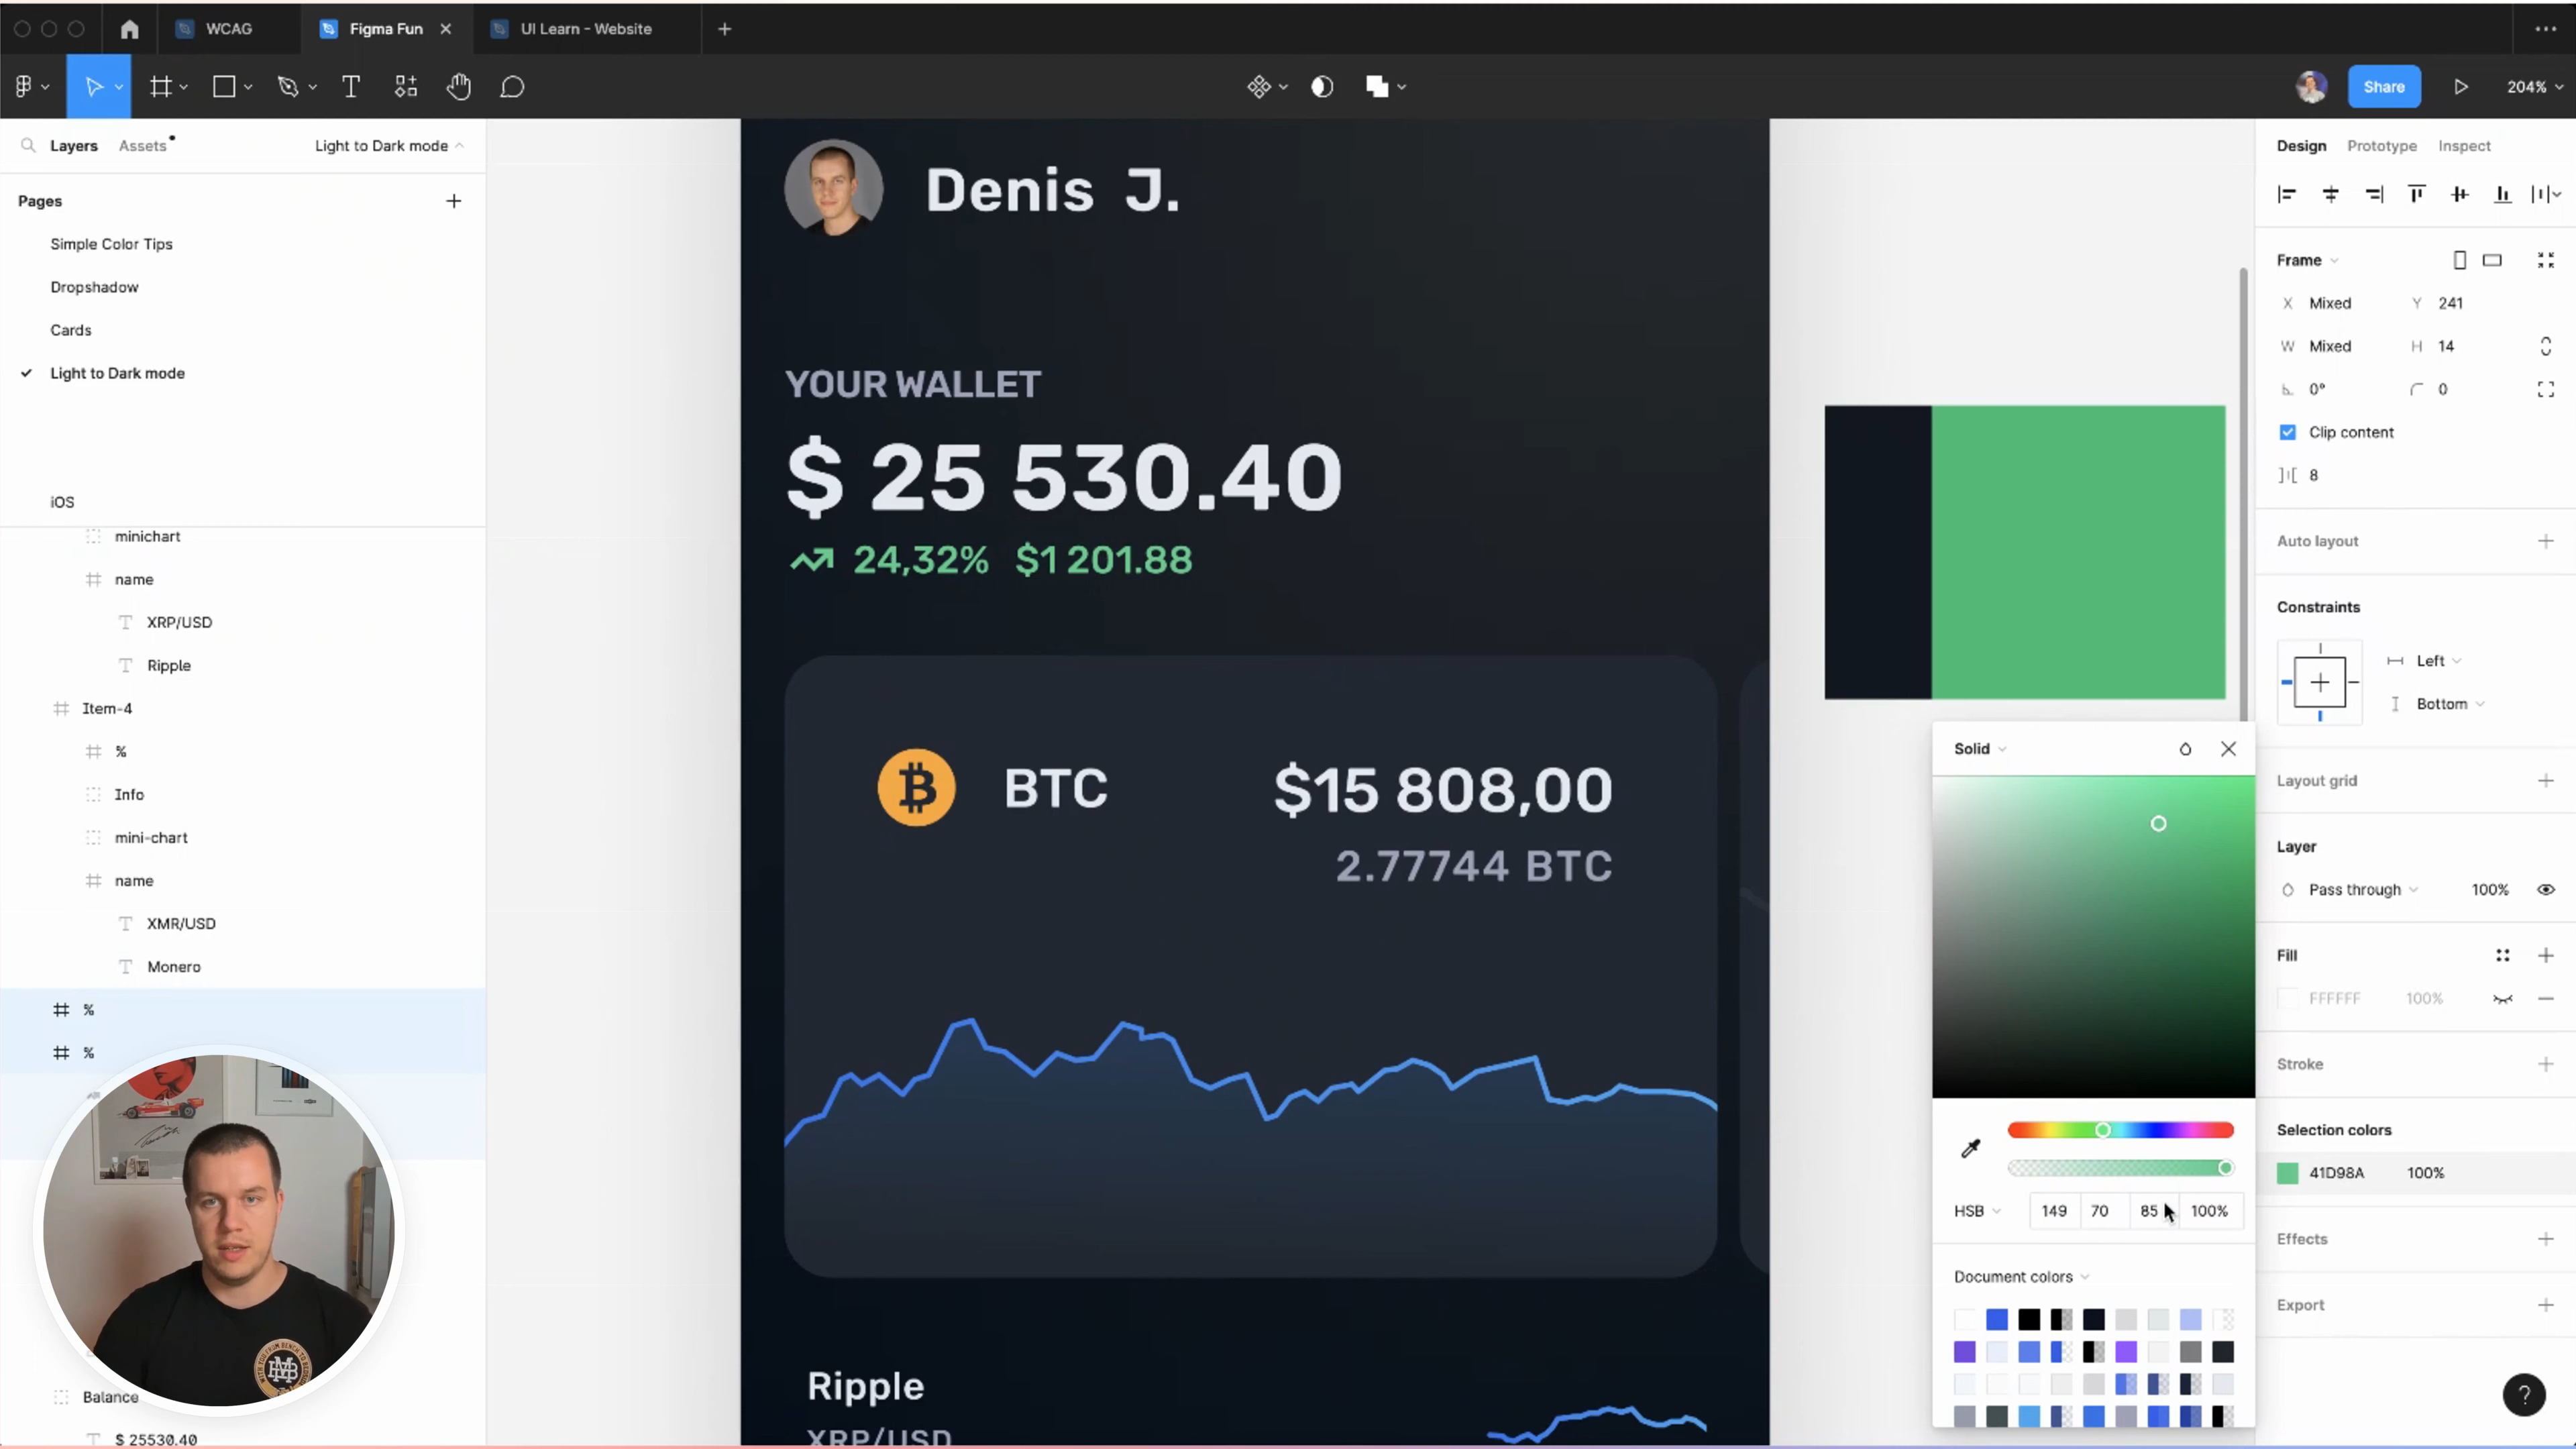 WCAG
Figma Fun
UI Learn - Website
Share
204%
Layers
Assets
Light to Dark mode
Pages
Simple Color Tips
Dropshadow
Cards
Light to Dark mode
iOS
minichart
name
XRP/USD
Ripple
Item-4
%
Info
mini-chart
name
XMR/USD
Monero
%
%
Balance
$ 25530.40
Denis J.
YOUR WALLET
$ 25 530.40
24,32% $1 201.88
BTC
$15 808,00
2.77744 BTC
Ripple
XRP/USD
Solid
HSB 149 70 85 100%
Document colors
Design Prototype Inspect
Frame
X Mixed Y 241
W Mixed H 14
0° 0
Clip content
8
Auto layout
Constraints
Left
Bottom
Layout grid
Layer
Pass through 100%
Fill
FFFFFF 100%
Stroke
Selection colors
41D98A 100%
Effects
Export
?